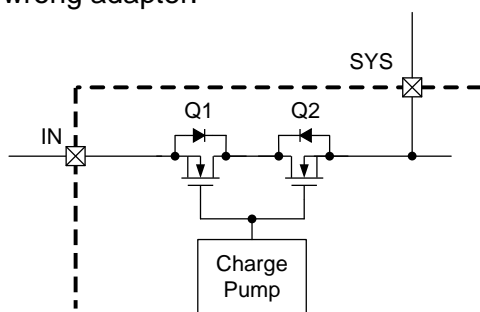 wrong adapter.
SYS
Q1 Q2
IN
Charge
Pump